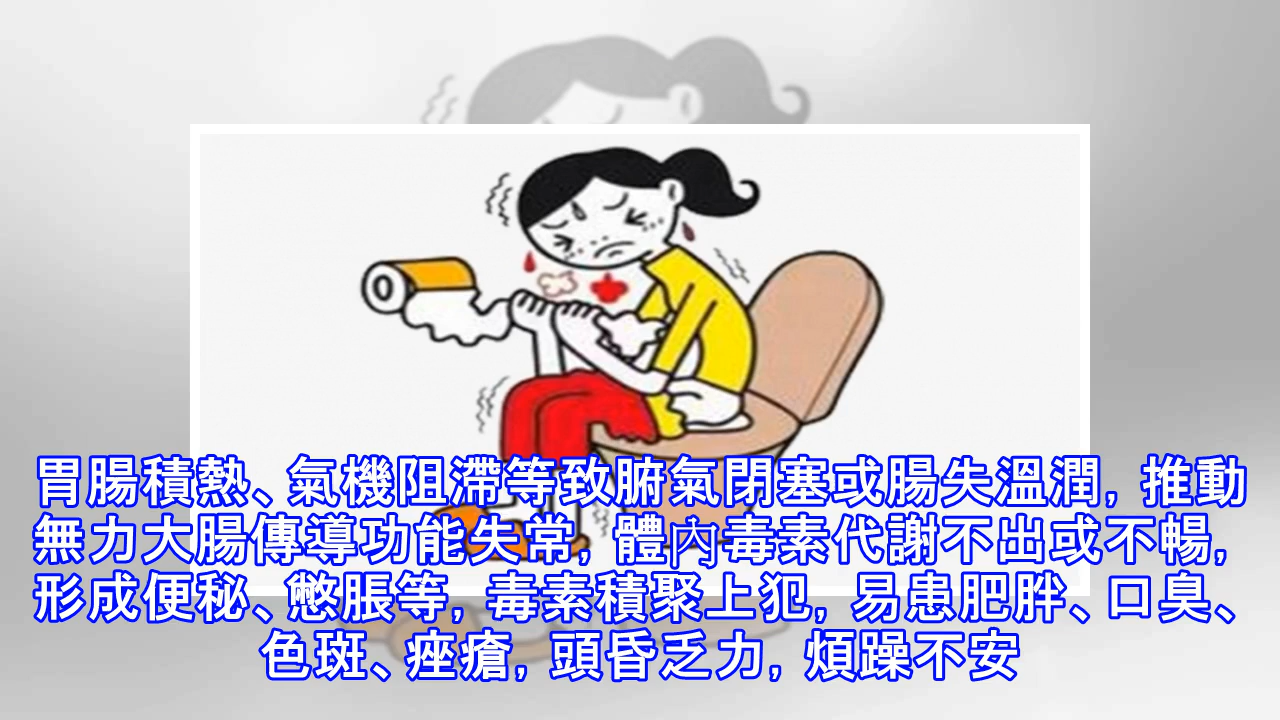 胃腸積熱、氣機阻滯等致腑氣閉塞或腸失溫潤, 推動
無力大腸傳導功能失常, 體內毒素代謝不出或不暢,
形成便秘、憋脹等, 毒素積聚上犯, 易患肥胖、口臭、
色斑、痤瘡, 頭昏乏力, 煩躁不安